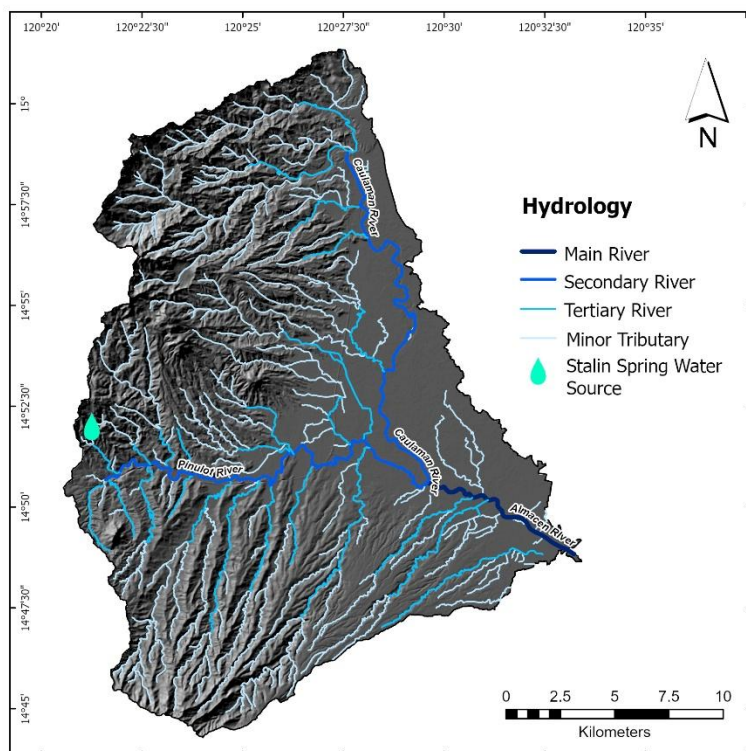 120°20'
120°22'30"
120°25'
120°27'30"
120°30'
120°32'30"
120°35'
15°
14°57'30"
14°55'
14°52'30"
14°50'
14°47'30"
14°45'
N
Hydrology
Main River
Secondary River
Tertiary River
Minor Tributary
Stalin Spring Water
Source
Caulaman River
Pinulot River
Caulaman River
Almacen River
0 2.5 5 7.5 10
Kilometers